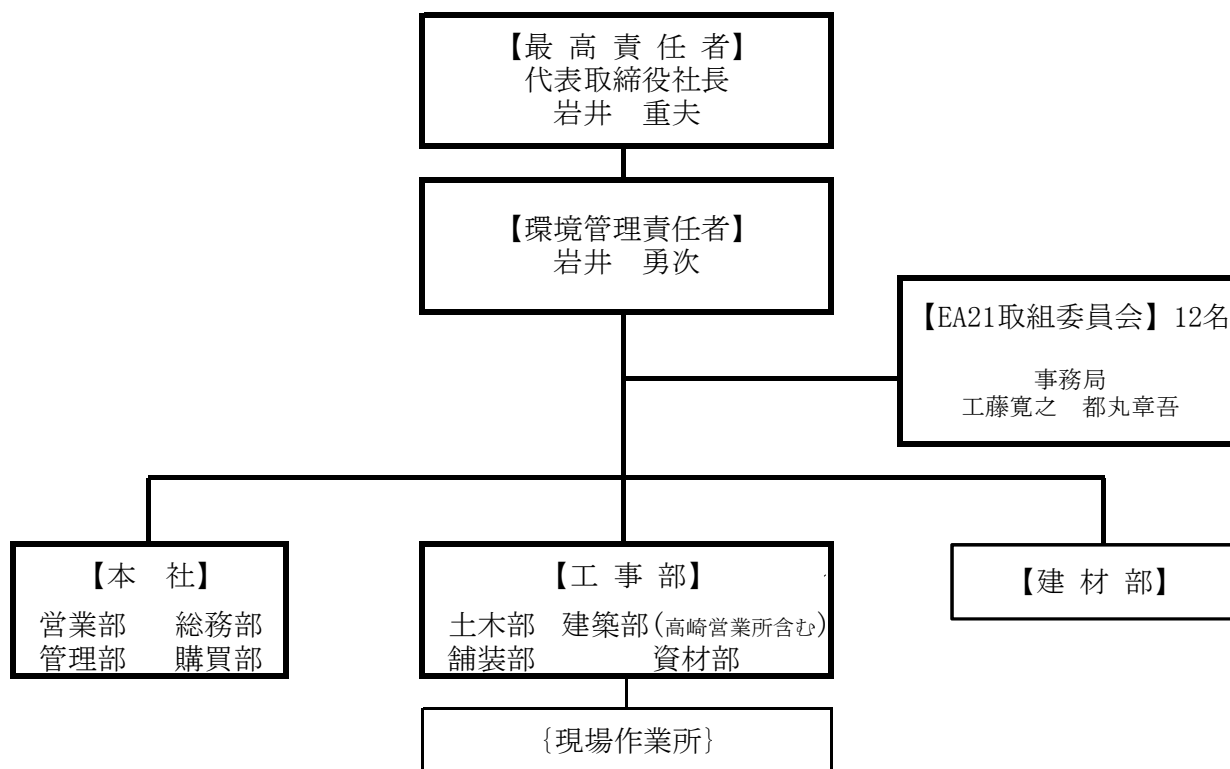 【最 高 責 任 者】
代表取締役社長
岩井　重夫
【環境管理責任者】
岩井　勇次
【EA21取組委員会】12名
事務局
工藤寛之　都丸章吾
【本　社】
営業部　総務部
管理部　購買部
【工 事 部】
土木部　建築部(高崎営業所含む)
舗装部　資材部
【建 材 部】
{現場作業所}